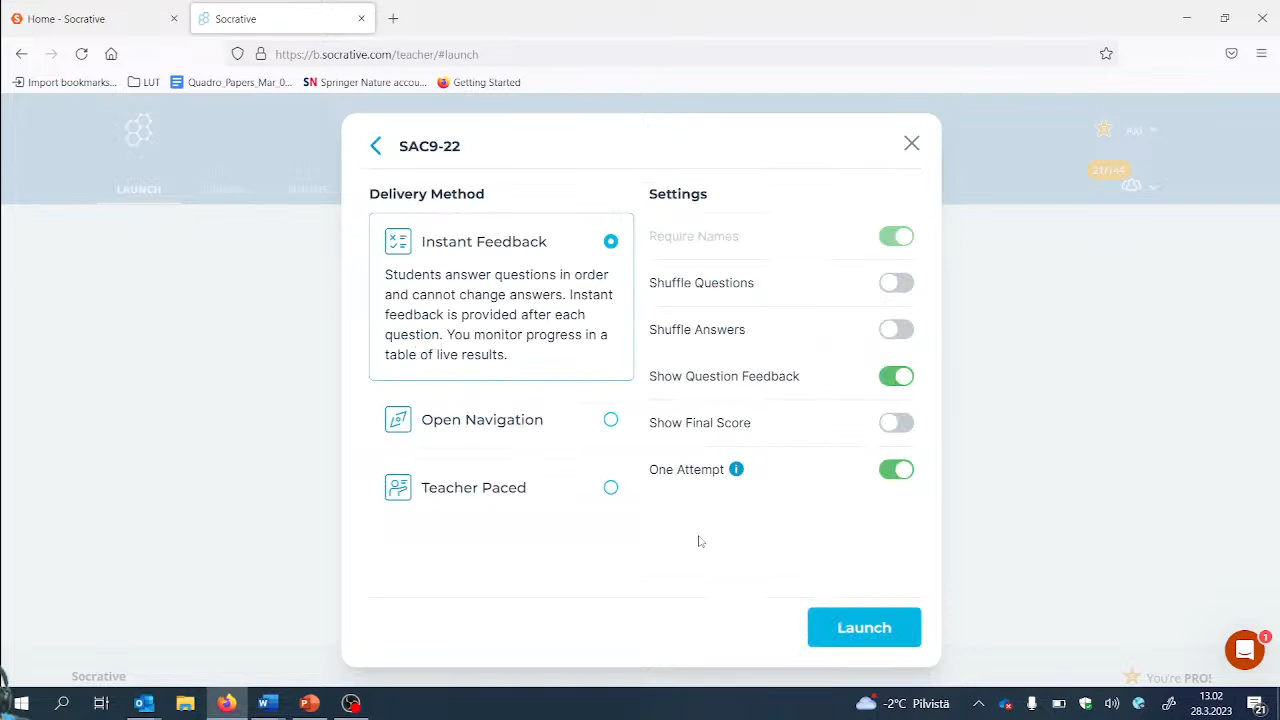 Home - Socrative
Socrative
https://b.socrative.com/teacher/#launch
Import bookmarks... LUT Quadro_Papers_Mar_0... SN Springer Nature accou... Getting Started
AKI
LAUNCH
21FH44
SAC9-22
Delivery Method
Instant Feedback
Students answer questions in order
and cannot change answers. Instant
feedback is provided after each
question. You monitor progress in a
table of live results.
Open Navigation
Teacher Paced
Settings
Require Names
Shuffle Questions
Shuffle Answers
Show Question Feedback
Show Final Score
One Attempt i
Launch
1
Socrative
You're PRO!
-2°C Pilvistä
13.02
28.3.2023
21